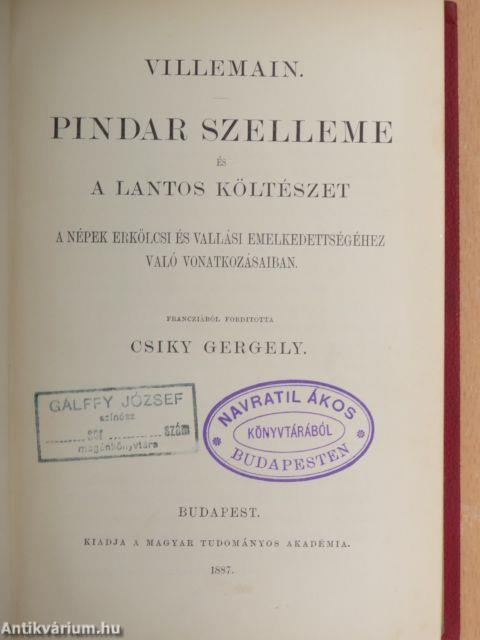 VILLEMAIN.
PINDAR SZELLEME
ÉS
A LANTOS KÖLTÉSZET
A NÉPEK ERKÖLCSI ÉS VALLÁSI EMELKEDETTSÉGÉHEZ
VALÓ VONATKOZÁSAIBAN.
FRANCZIÁBÓL FORDITOTTA
CSIKY GERGELY.
GÁLFFY JÓZSEF
színész
sor szám
magánkönyvtára
NAVRATIL ÁKOS
KÖNYVTÁRÁBÓL
BUDAPESTEN
BUDAPEST.
KIADJA A MAGYAR TUDOMÁNYOS AKADÉMIA.
1887.
Antikvárium.hu